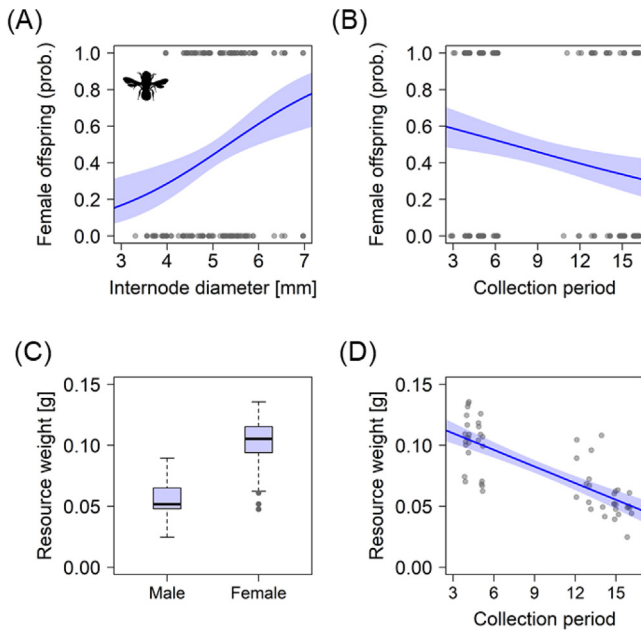 (A)
Female offspring (prob.)
1.0
0.8
0.6
0.4
0.2
0.0
3 4 5 6 7
Internode diameter [mm]
(B)
Female offspring (prob.)
1.0
0.8
0.6
0.4
0.2
0.0
3 6 9 12 15
Collection period
(C)
Resource weight [g]
0.15
0.10
0.05
0.00
Male Female
(D)
Resource weight [g]
0.15
0.10
0.05
0.00
3 6 9 12 15
Collection period